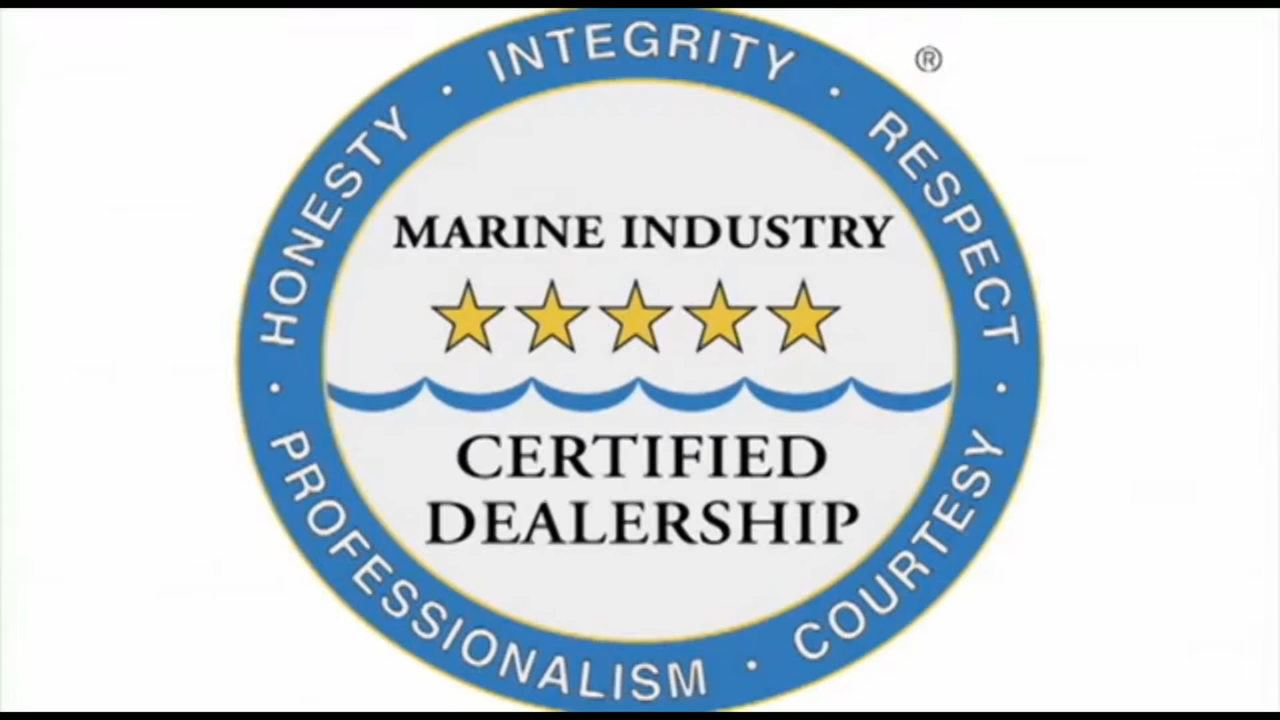 HONESTY · INTEGRITY · RESPECT · COURTESY · PROFESSIONALISM ·
®
MARINE INDUSTRY
CERTIFIED
DEALERSHIP